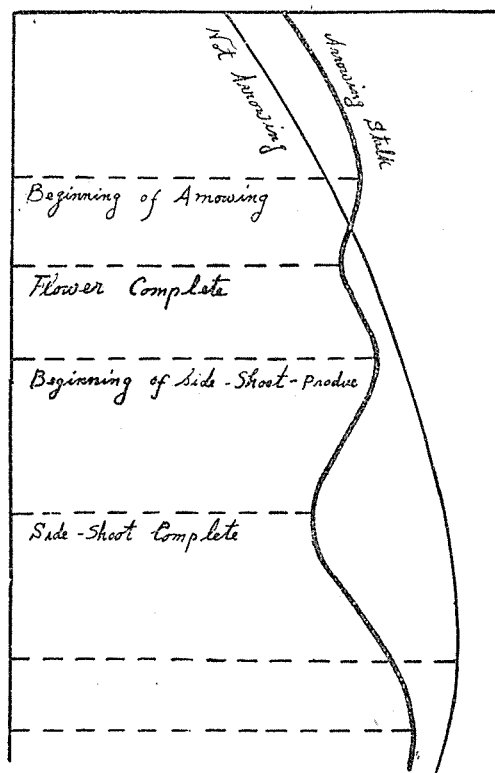 Not Arrowing
Arrowing Stalk
Beginning of Arrowing
Flower Complete
Beginning of Side-Shoot-Produc
Side-Shoot Complete